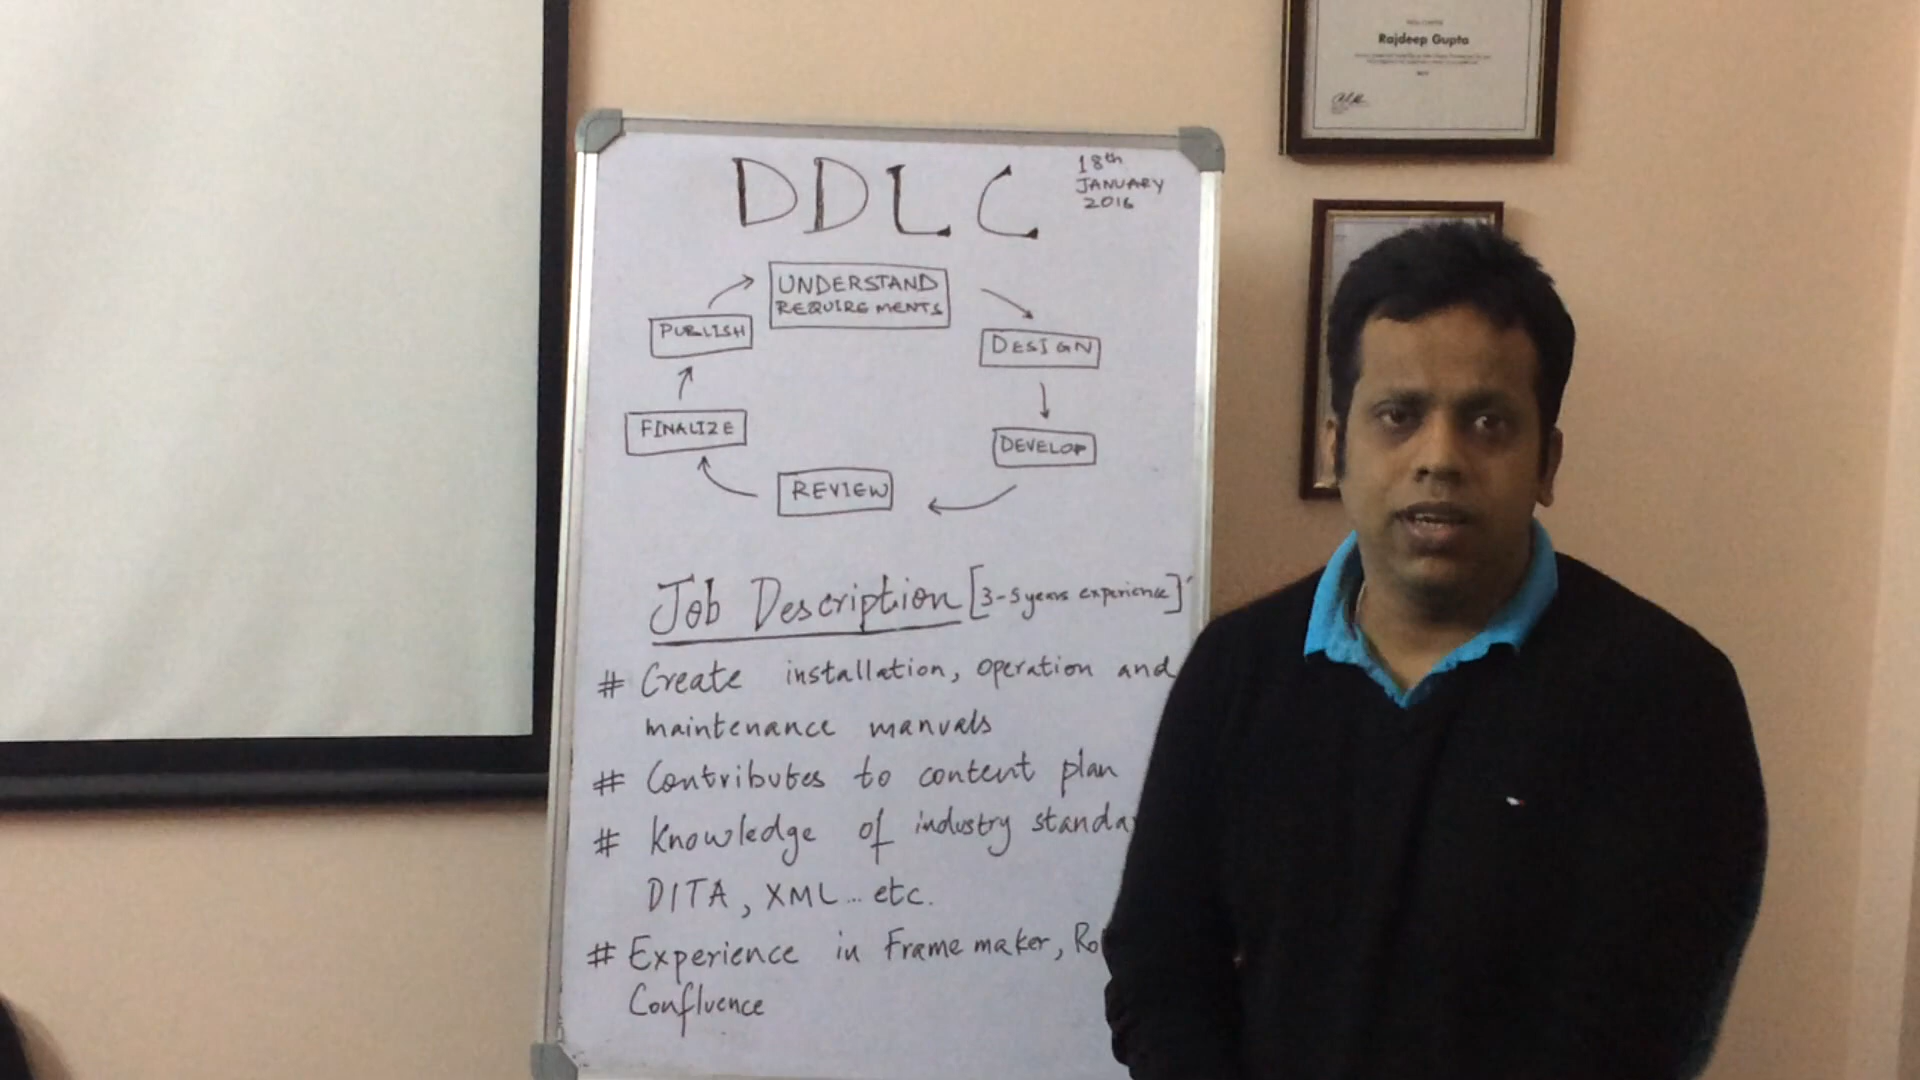 Rajdeep Gupta
DDLC
18th
JANUARY
2016
UNDERSTAND
REQUIREMENTS
DESIGN
DEVELOP
REVIEW
FINALIZE
PUBLISH
Job Description [3-5 years experience]
# Create installation, operation and
maintenance manuals
# Contributes to content plan
# Knowledge of industry standa
DITA, XML... etc.
# Experience in Frame maker, Ro
Confluence